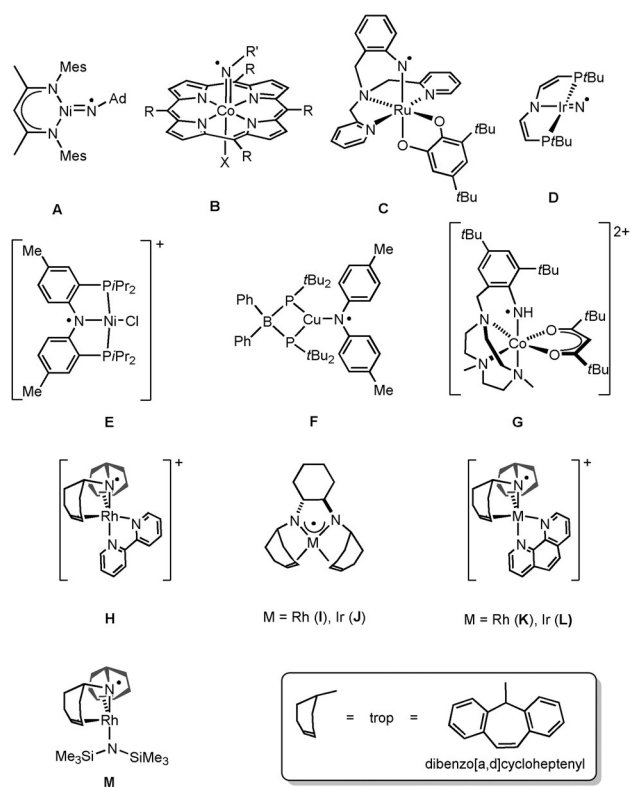 Mes
N
Ni
N•
Ad
N
Mes
A
R'
•N
R
R
Co
R
X
R
B
N•
N
N
Ru
N
O
O
tBu
tBu
C
PtBu
N
Ir
N•
PtBu
D
+
Me
PiPr2
N•
Ni
Cl
PiPr2
Me
E
Me
tBu2
Ph
P
B
Cu
N•
Ph
P
tBu2
Me
F
2+
tBu
tBu
•NH
N
O
tBu
Co
O
N
N
tBu
G
+
N•
Rh
N
N
H
N
•
N
M
M = Rh (I), Ir (J)
+
N•
M
N
N
M = Rh (K), Ir (L)
N•
Rh
N
Me3Si
SiMe3
M
= trop =
dibenzo[a,d]cycloheptenyl